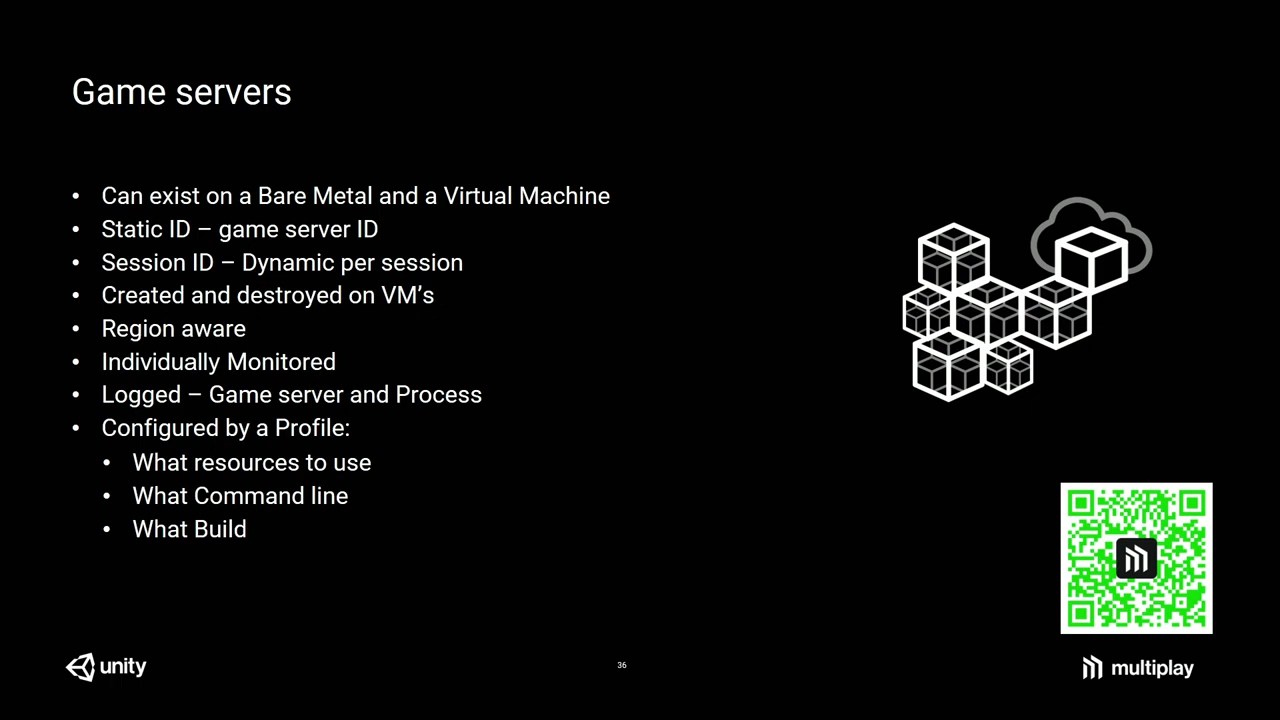 Game servers
• Can exist on a Bare Metal and a Virtual Machine
• Static ID – game server ID
• Session ID – Dynamic per session
• Created and destroyed on VM’s
• Region aware
• Individually Monitored
• Logged – Game server and Process
• Configured by a Profile:
• What resources to use
• What Command line
• What Build
unity
36
multiplay